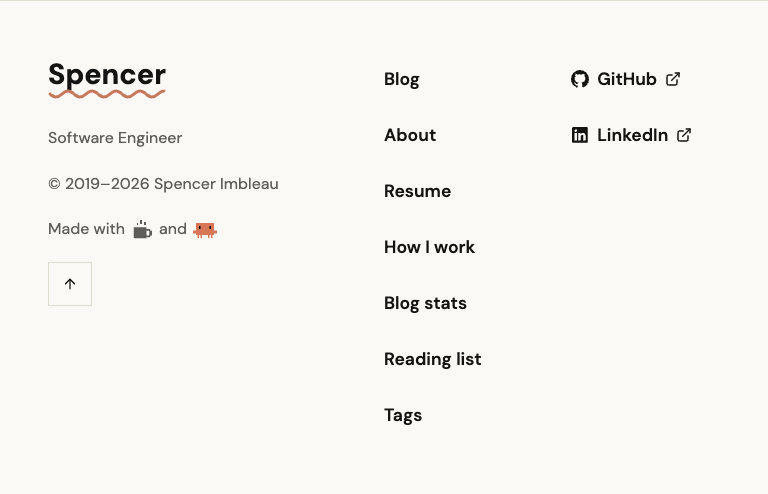 Spencer
Software Engineer
© 2019–2026 Spencer Imbleau
Made with and
Blog
About
Resume
How I work
Blog stats
Reading list
Tags
GitHub
LinkedIn